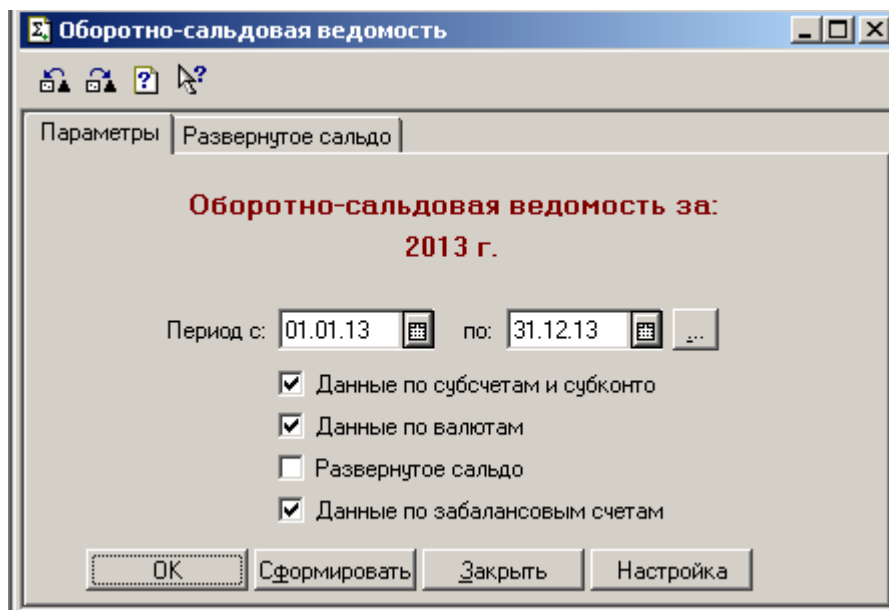 Оборотно-сальдовая ведомость
Параметры Развернутое сальдо
Оборотно-сальдовая ведомость за:
2013 г.
Период с: 01.01.13 по: 31.12.13 ...
Данные по субсчетам и субконто
Данные по валютам
Развернутое сальдо
Данные по забалансовым счетам
OK Сформировать Закрыть Настройка